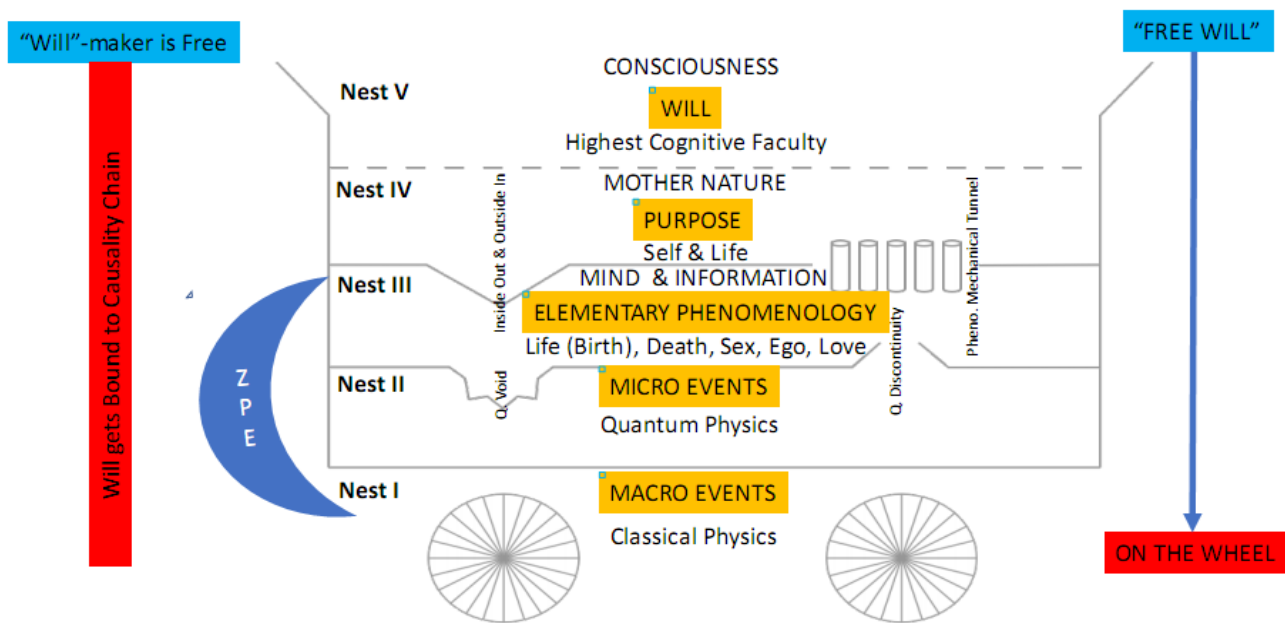 “Will”-maker is Free
“FREE WILL”
CONSCIOUSNESS
Nest V
WILL
Highest Cognitive Faculty
Nest IV
MOTHER NATURE
PURPOSE
Self & Life
Nest III
MIND & INFORMATION
ELEMENTARY PHENOMENOLOGY
Life (Birth), Death, Sex, Ego, Love
Nest II
MICRO EVENTS
Quantum Physics
Nest I
MACRO EVENTS
Classical Physics
Will gets Bound to Causality Chain
Z
P
E
Inside Out & Outside In
Q. Void
Q. Discontinuity
Pheno. Mechanical Tunnel
ON THE WHEEL